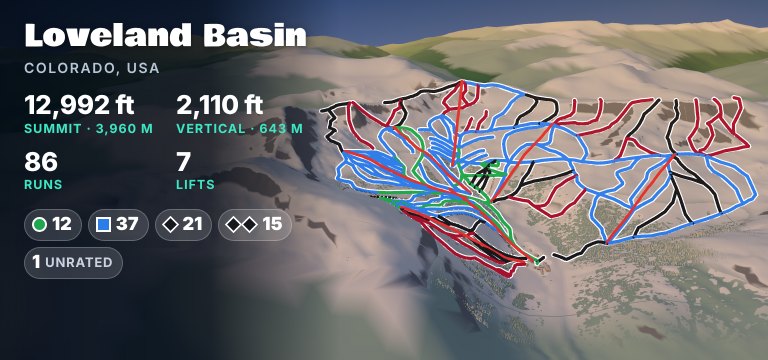 Loveland Basin
COLORADO, USA
12,992 ft 2,110 ft
SUMMIT · 3,960 M VERTICAL · 643 M
86 7
RUNS LIFTS
12 37 21 15
1 UNRATED